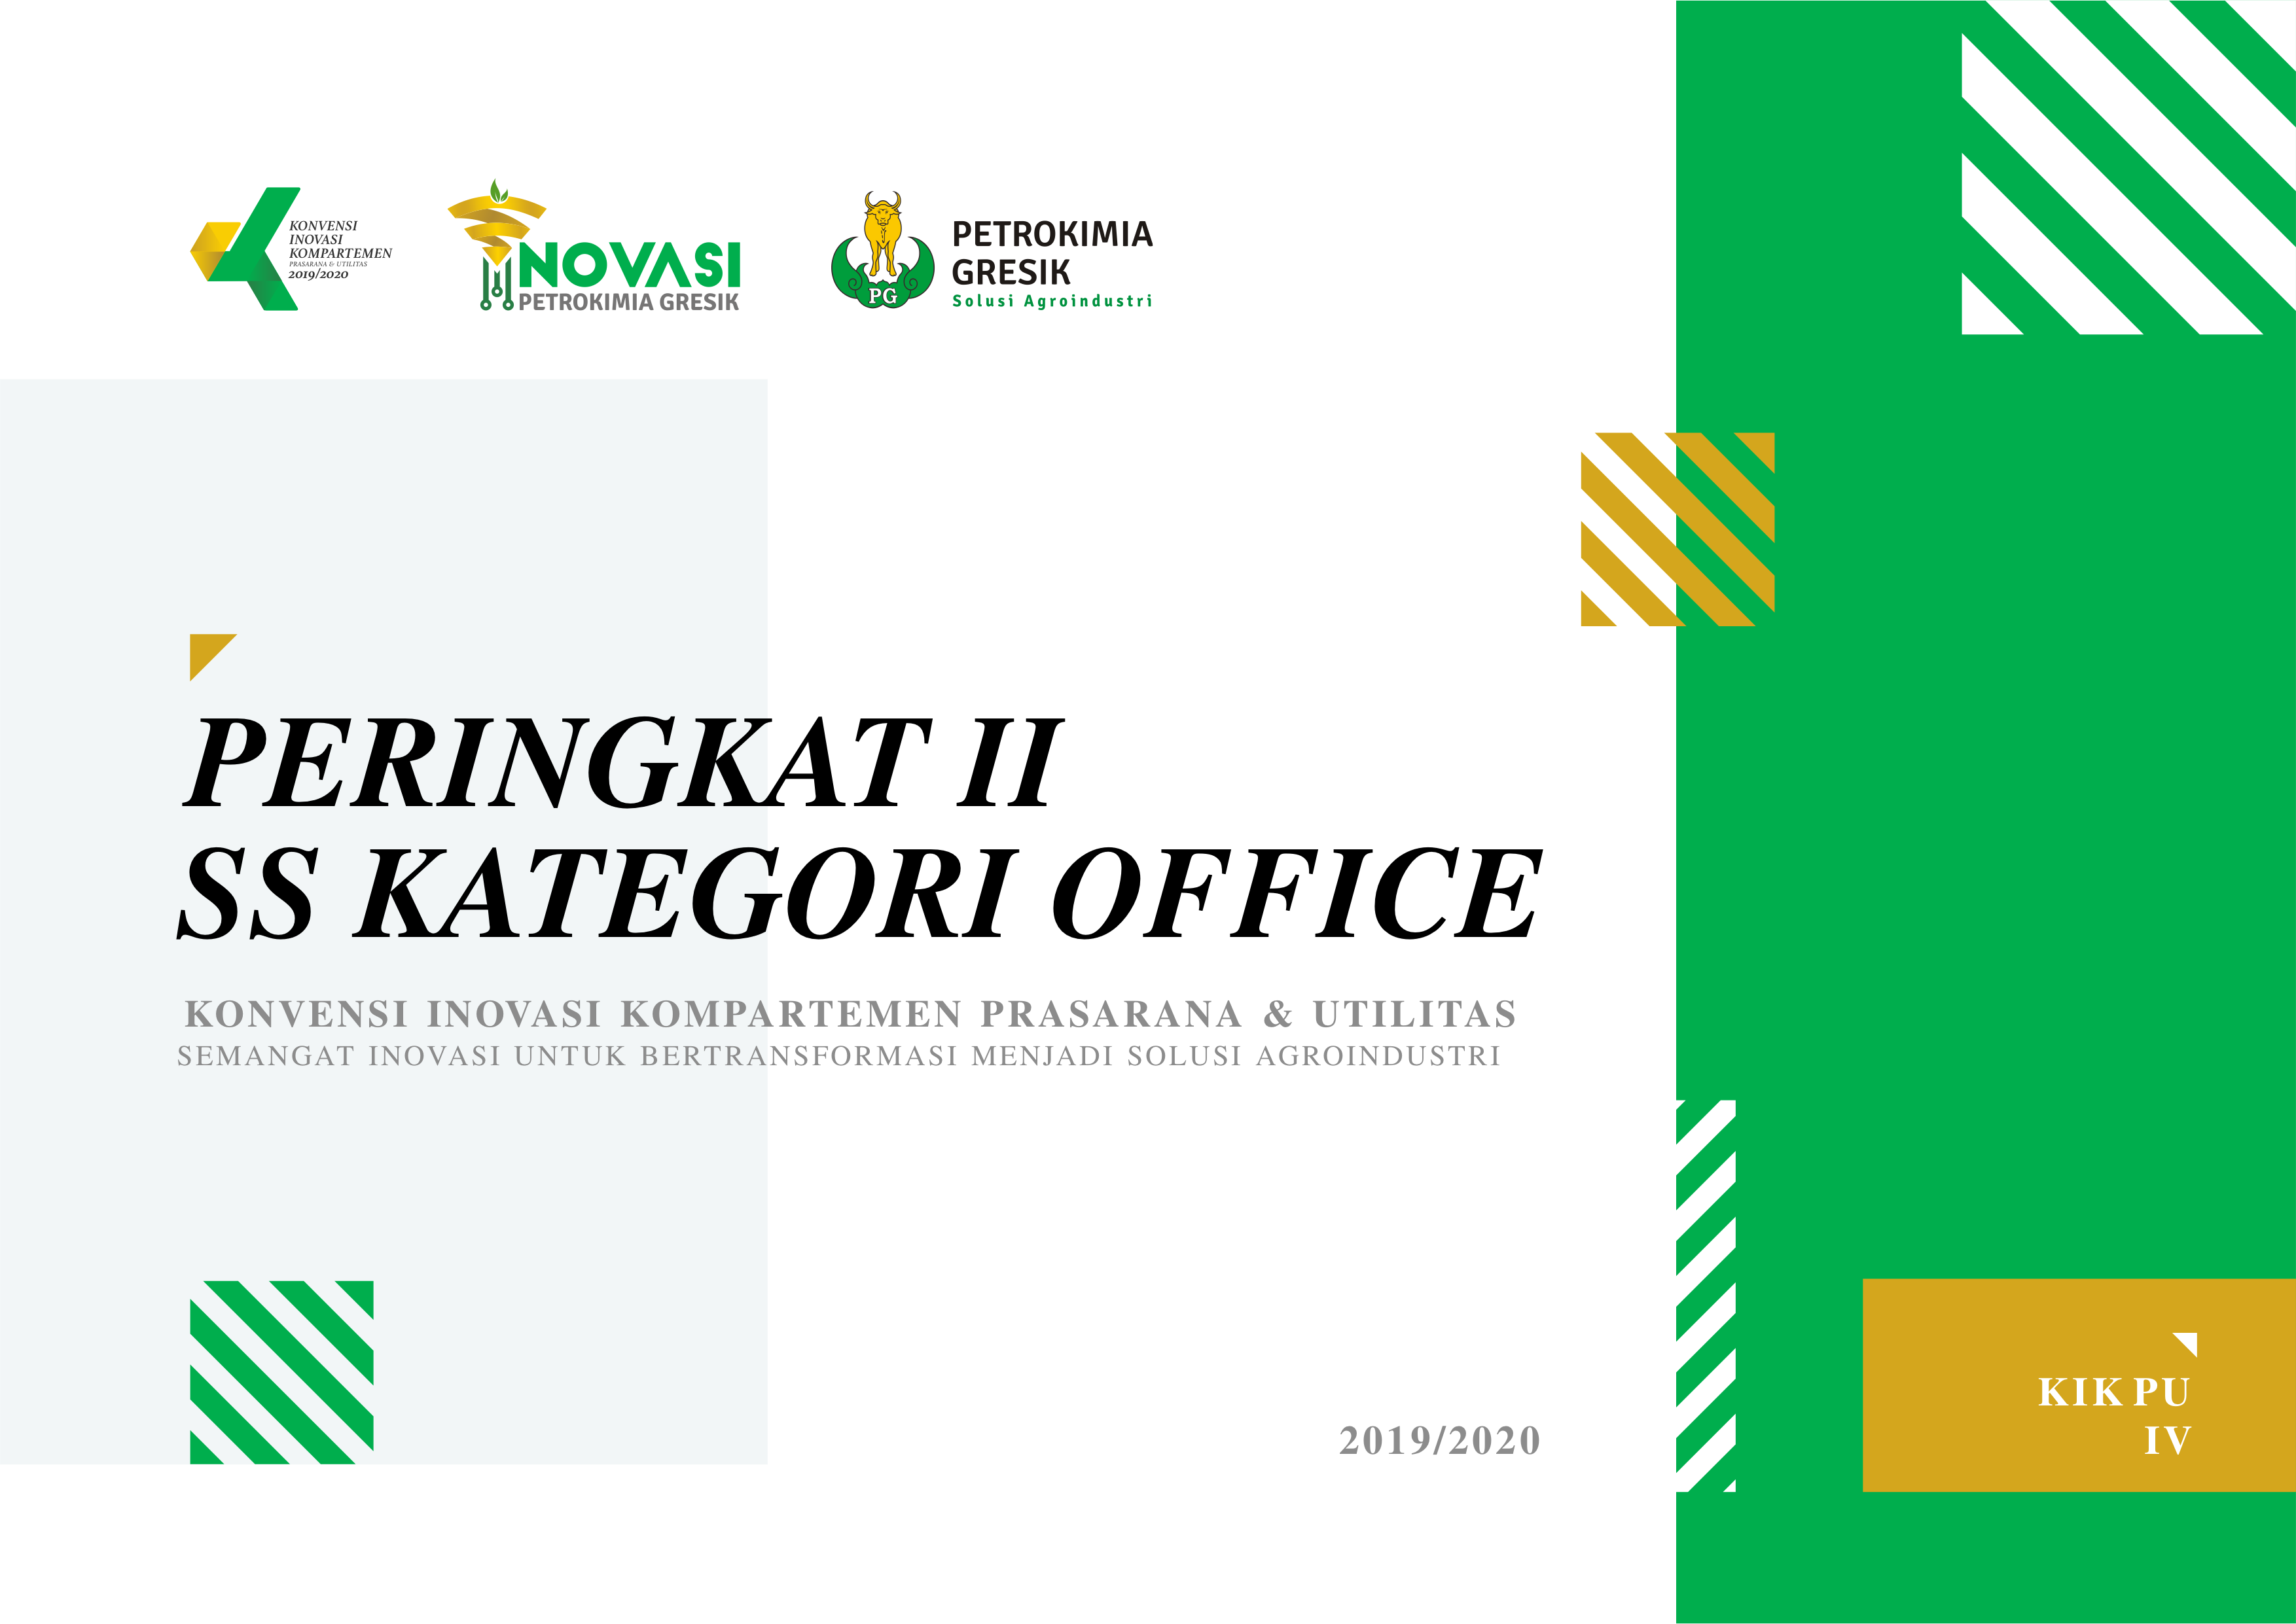 KONVENSI
INOVASI
KOMPARTEMEN
PRASARANA & UTILITAS
2019/2020
INOVASI
PETROKIMIA GRESIK
PG
PETROKIMIA
GRESIK
Solusi Agroindustri
PERINGKAT II
SS KATEGORI OFFICE
KONVENSI INOVASI KOMPARTEMEN PRASARANA & UTILITAS
SEMANGAT INOVASI UNTUK BERTRANSFORMASI MENJADI SOLUSI AGROINDUSTRI
2019/2020
KIK PU
IV